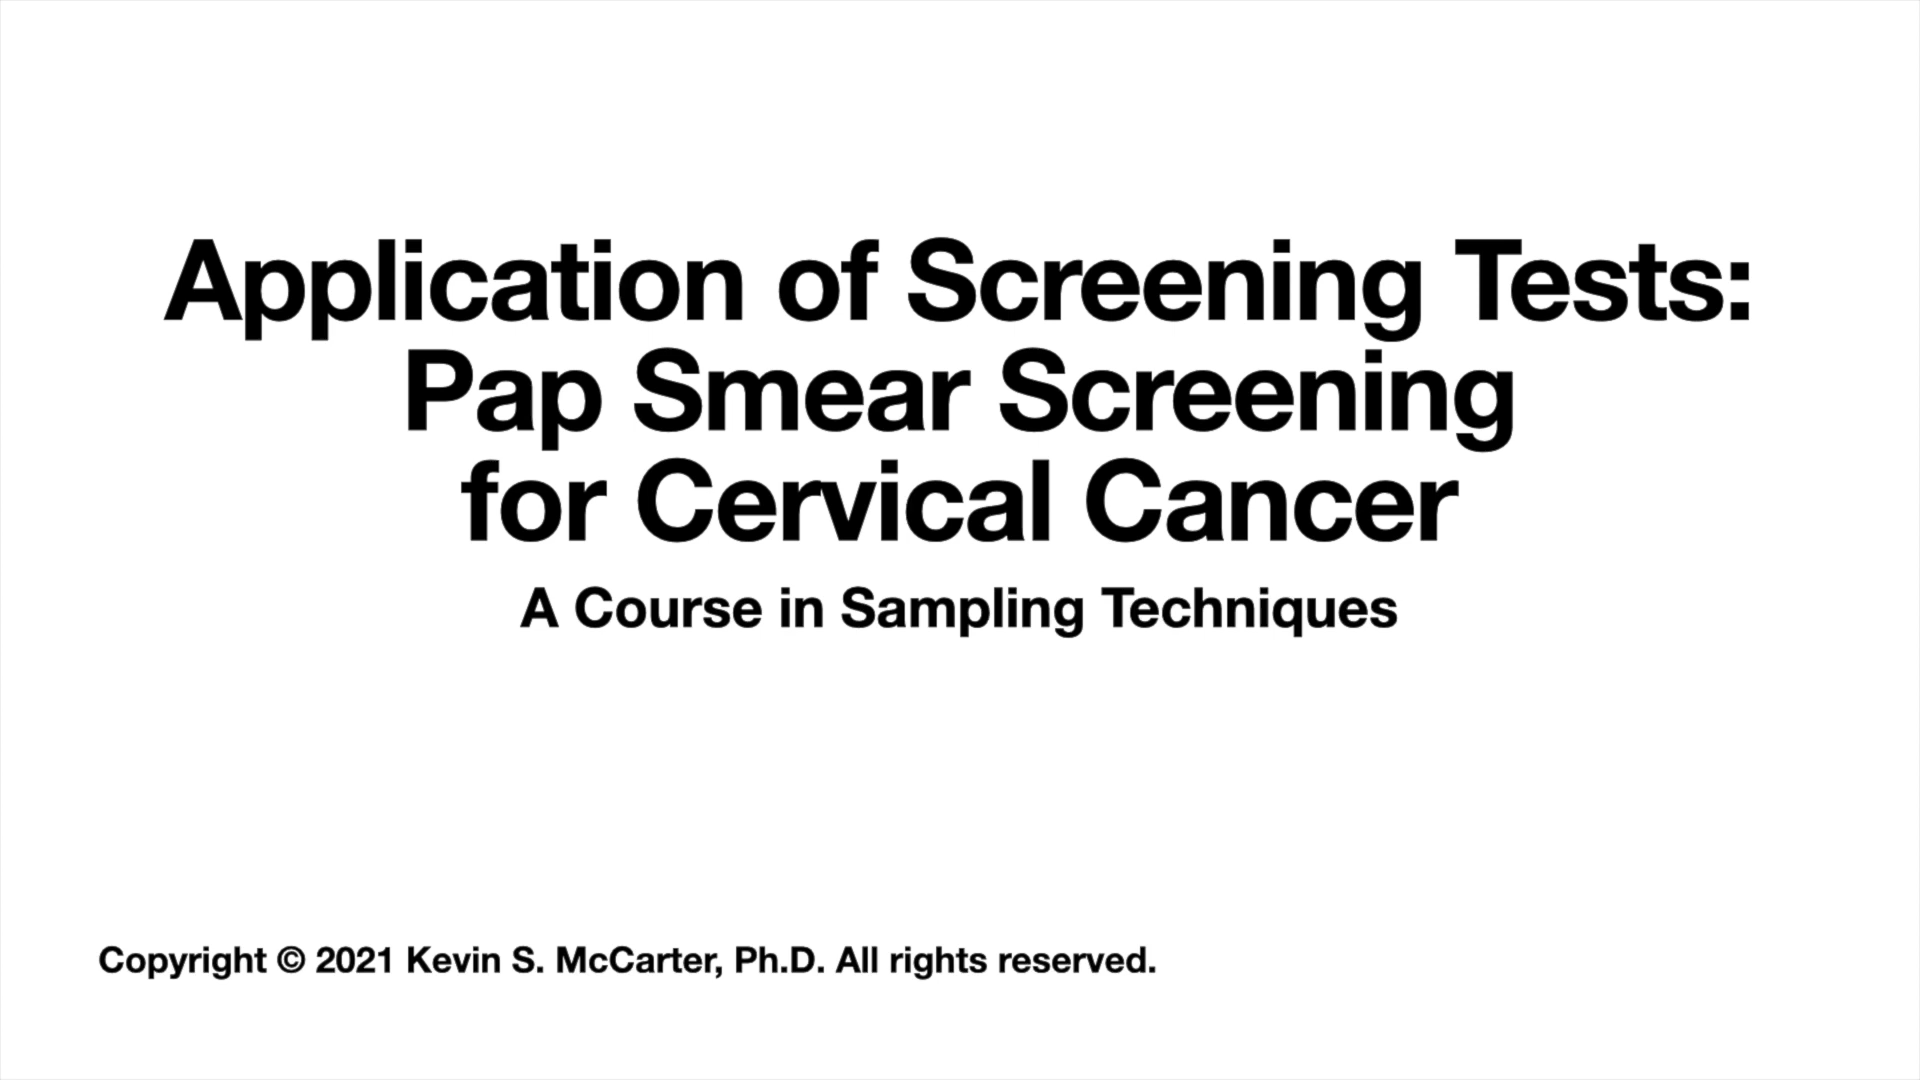 Application of Screening Tests:
Pap Smear Screening
for Cervical Cancer
A Course in Sampling Techniques
Copyright © 2021 Kevin S. McCarter, Ph.D. All rights reserved.